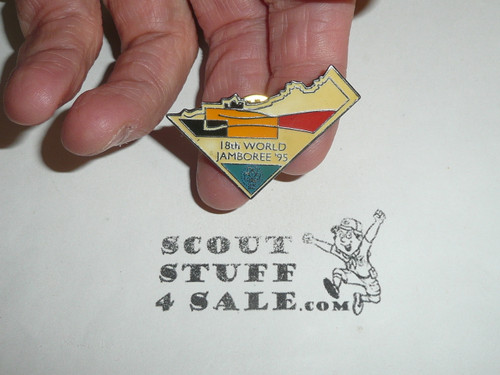 18th WORLD
JAMBOREE '95
SCOUT
STUFF
4 SALE.COM